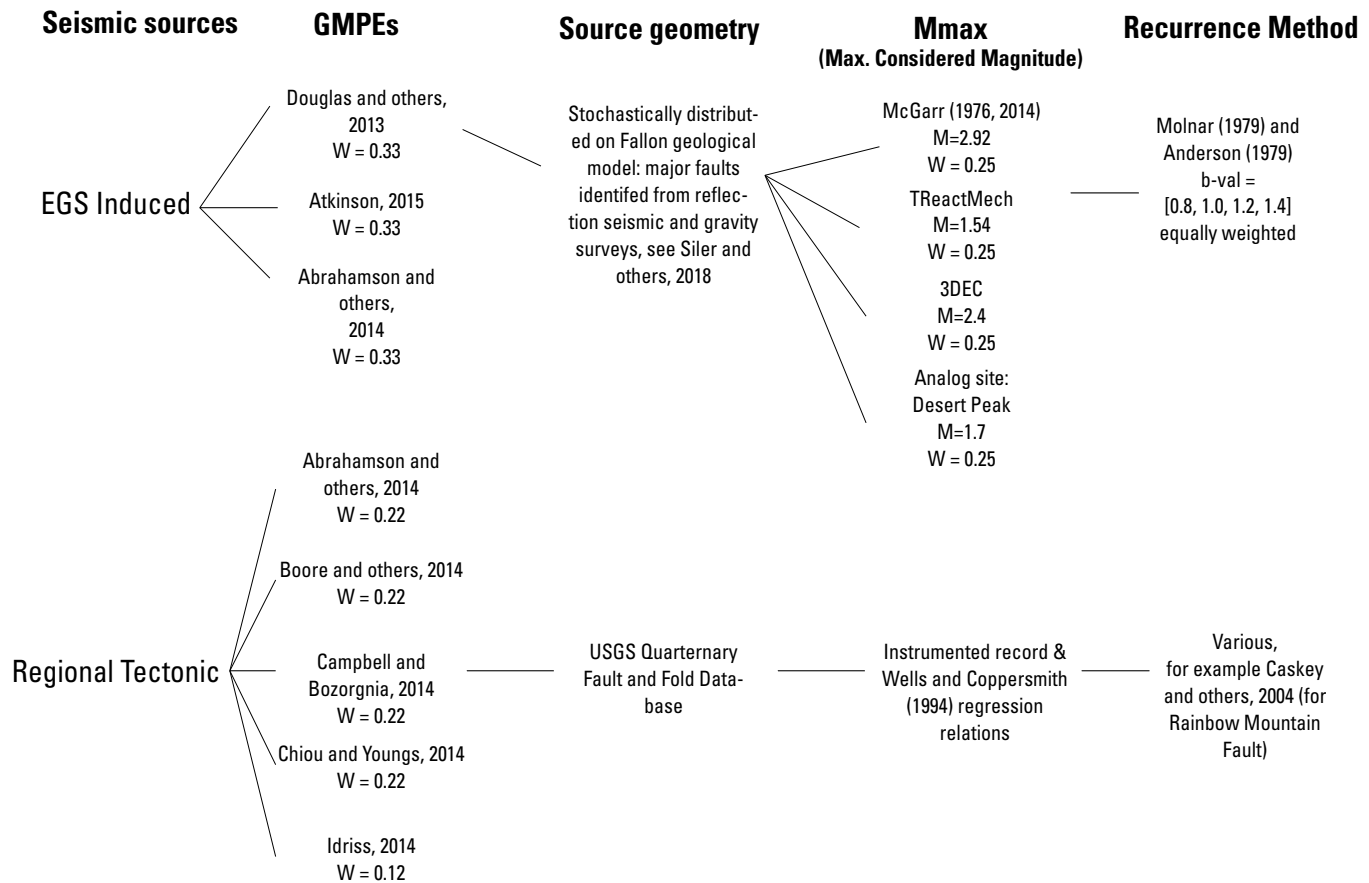 Seismic sources
GMPEs
Source geometry
Mmax
(Max. Considered Magnitude)
Recurrence Method
EGS Induced
Douglas and others,
2013
W = 0.33
Atkinson, 2015
W = 0.33
Abrahamson and
others,
2014
W = 0.33
Stochastically distribut-
ed on Fallon geological
model: major faults
identifed from reflec-
tion seismic and gravity
surveys, see Siler and
others, 2018
McGarr (1976, 2014)
M=2.92
W = 0.25
TReactMech
M=1.54
W = 0.25
3DEC
M=2.4
W = 0.25
Analog site:
Desert Peak
M=1.7
W = 0.25
Molnar (1979) and
Anderson (1979)
b-val =
[0.8, 1.0, 1.2, 1.4]
equally weighted
Regional Tectonic
Abrahamson and
others, 2014
W = 0.22
Boore and others, 2014
W = 0.22
Campbell and
Bozorgnia, 2014
W = 0.22
Chiou and Youngs, 2014
W = 0.22
Idriss, 2014
W = 0.12
USGS Quarternary
Fault and Fold Data-
base
Instrumented record &
Wells and Coppersmith
(1994) regression
relations
Various,
for example Caskey
and others, 2004 (for
Rainbow Mountain
Fault)